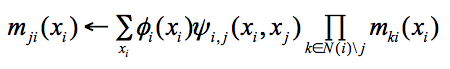 m_{ji}(x_i) ← ∑_{x_i} ϕ_i(x_i) ψ_{i,j}(x_i, x_j) ∏_{k∈N(i)\j} m_{ki}(x_i)